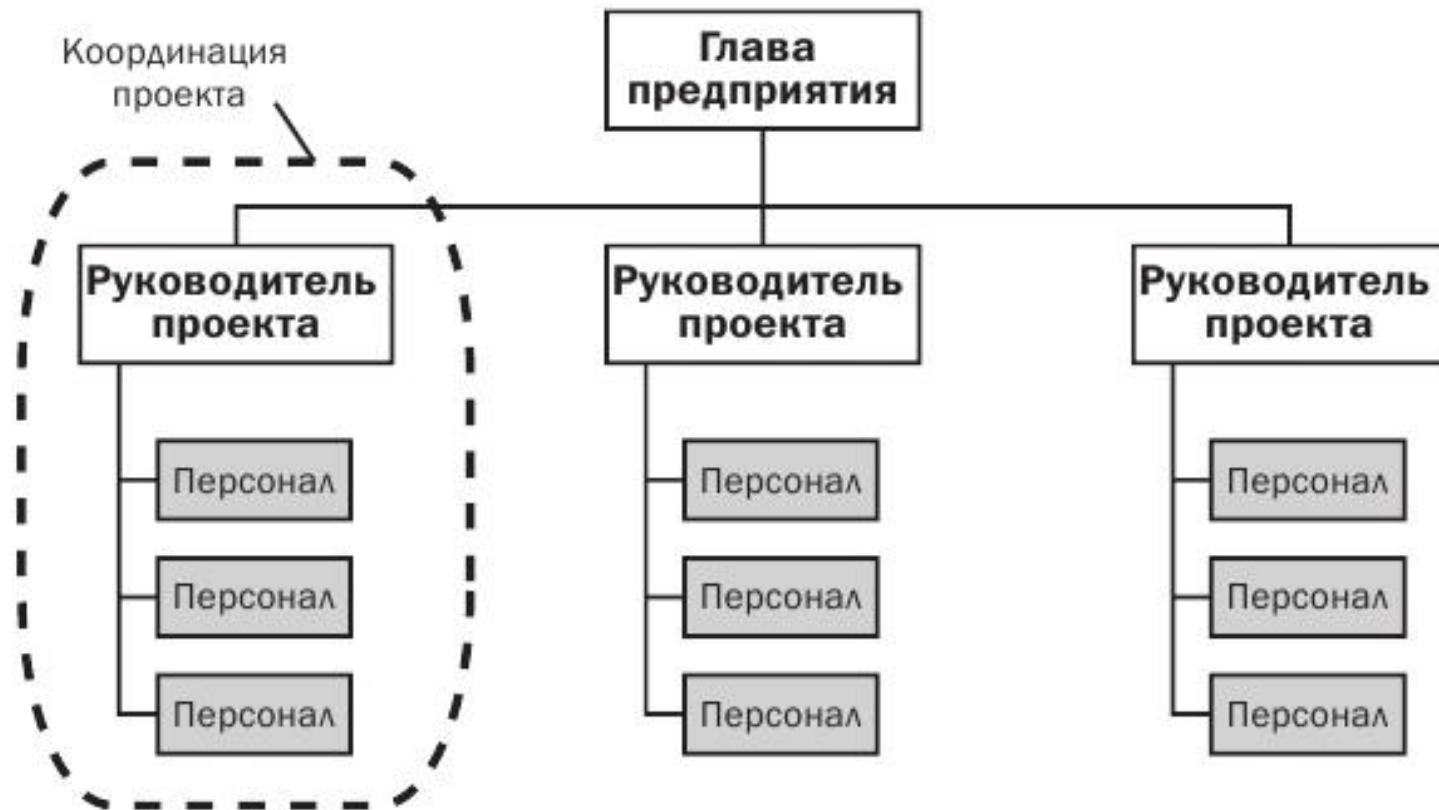 Координация
проекта
Глава
предприятия
Руководитель
проекта
Руководитель
проекта
Руководитель
проекта
Персонал
Персонал
Персонал
Персонал
Персонал
Персонал
Персонал
Персонал
Персонал